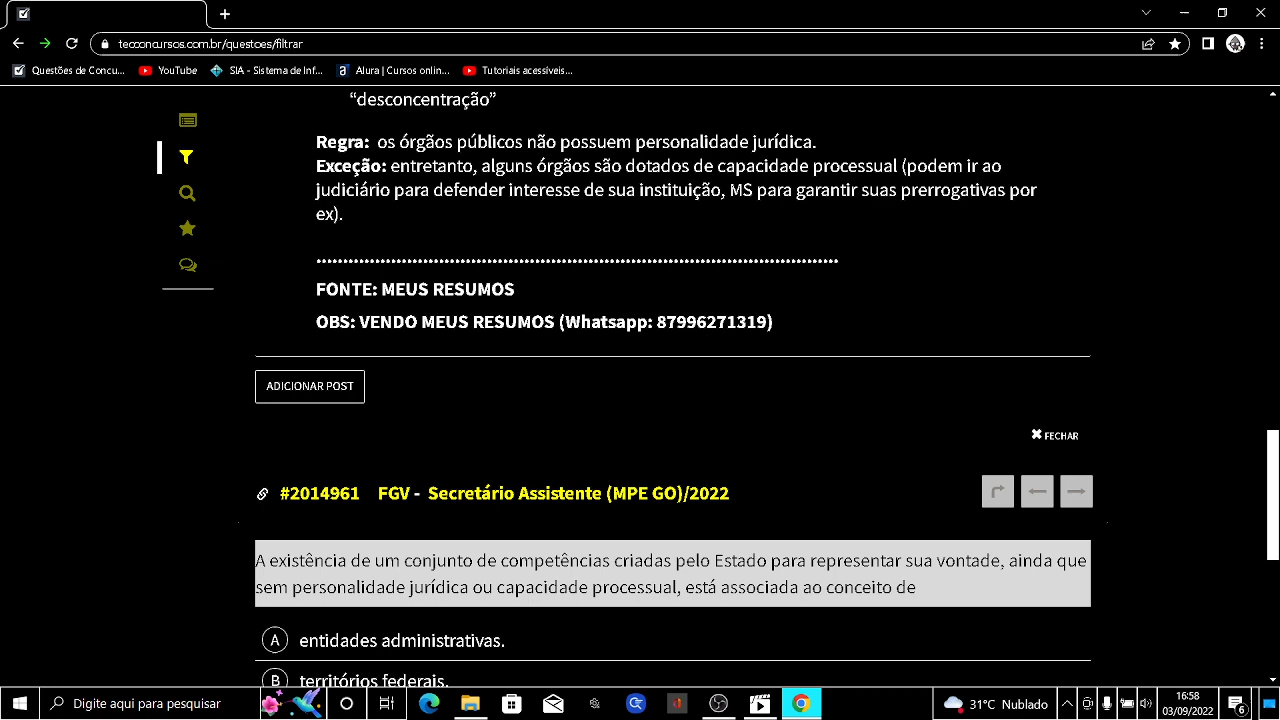 tecconcursos.com.br/questoes/filtrar
Questões de Concu...
YouTube
SIA - Sistema de Inf...
Alura | Cursos onlin...
Tutoriais acessíveis...
“desconcentração”
Regra: os órgãos públicos não possuem personalidade jurídica.
Exceção: entretanto, alguns órgãos são dotados de capacidade processual (podem ir ao
judiciário para defender interesse de sua instituição, MS para garantir suas prerrogativas por
ex).
FONTE: MEUS RESUMOS
OBS: VENDO MEUS RESUMOS (Whatsapp: 87996271319)
ADICIONAR POST
FECHAR
#2014961 FGV - Secretário Assistente (MPE GO)/2022
A existência de um conjunto de competências criadas pelo Estado para representar sua vontade, ainda que
sem personalidade jurídica ou capacidade processual, está associada ao conceito de
A entidades administrativas.
B territórios federais.
Digite aqui para pesquisar
31°C Nublado
16:58
03/09/2022
6